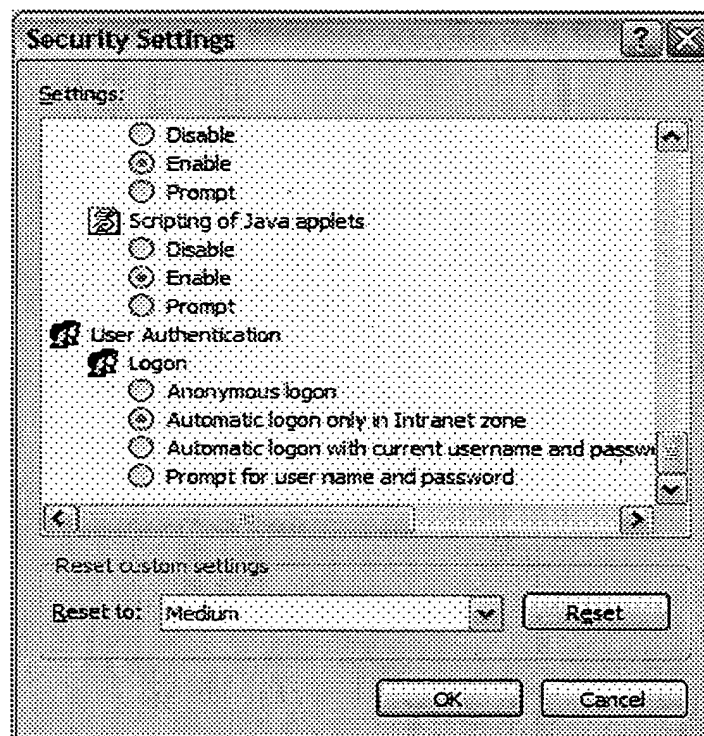 Security Settings
Settings:
Disable
Enable
Prompt
Scripting of Java applets
Disable
Enable
Prompt
User Authentication
Logon
Anonymous logon
Automatic logon only in Intranet zone
Automatic logon with current username and passw
Prompt for user name and password
Reset custom settings
Reset to: Medium Reset
OK Cancel